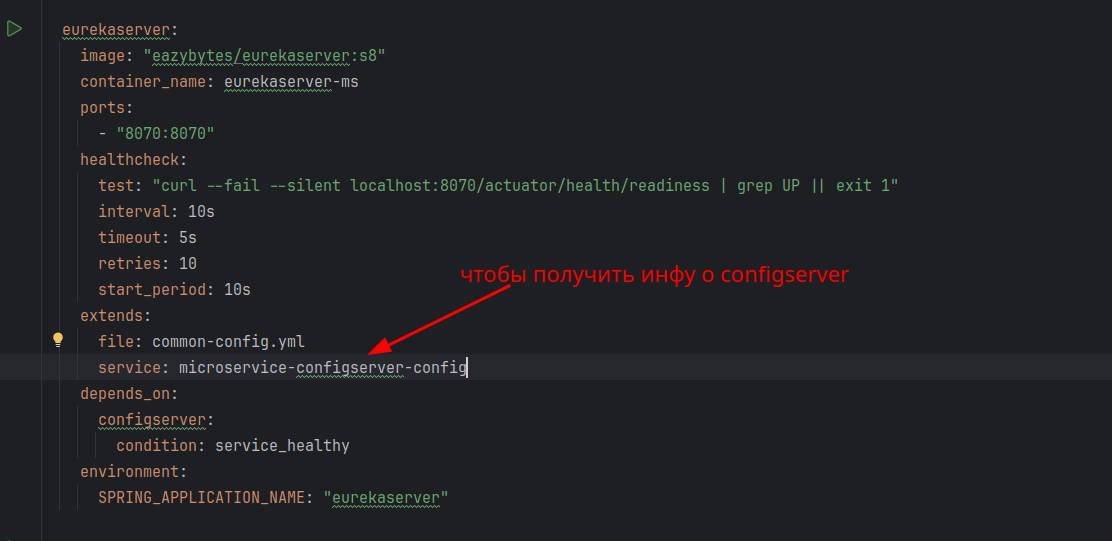 eurekaserver:
image: "eazybytes/eurekaserver:s8"
container_name: eurekaserver-ms
ports:
- "8070:8070"
healthcheck:
test: "curl --fail --silent localhost:8070/actuator/health/readiness | grep UP || exit 1"
interval: 10s
timeout: 5s
retries: 10
чтобы получить инфу о configserver
start_period: 10s
extends:
file: common-config.yml
service: microservice-configserver-config
depends_on:
configserver:
condition: service_healthy
environment:
SPRING_APPLICATION_NAME: "eurekaserver"